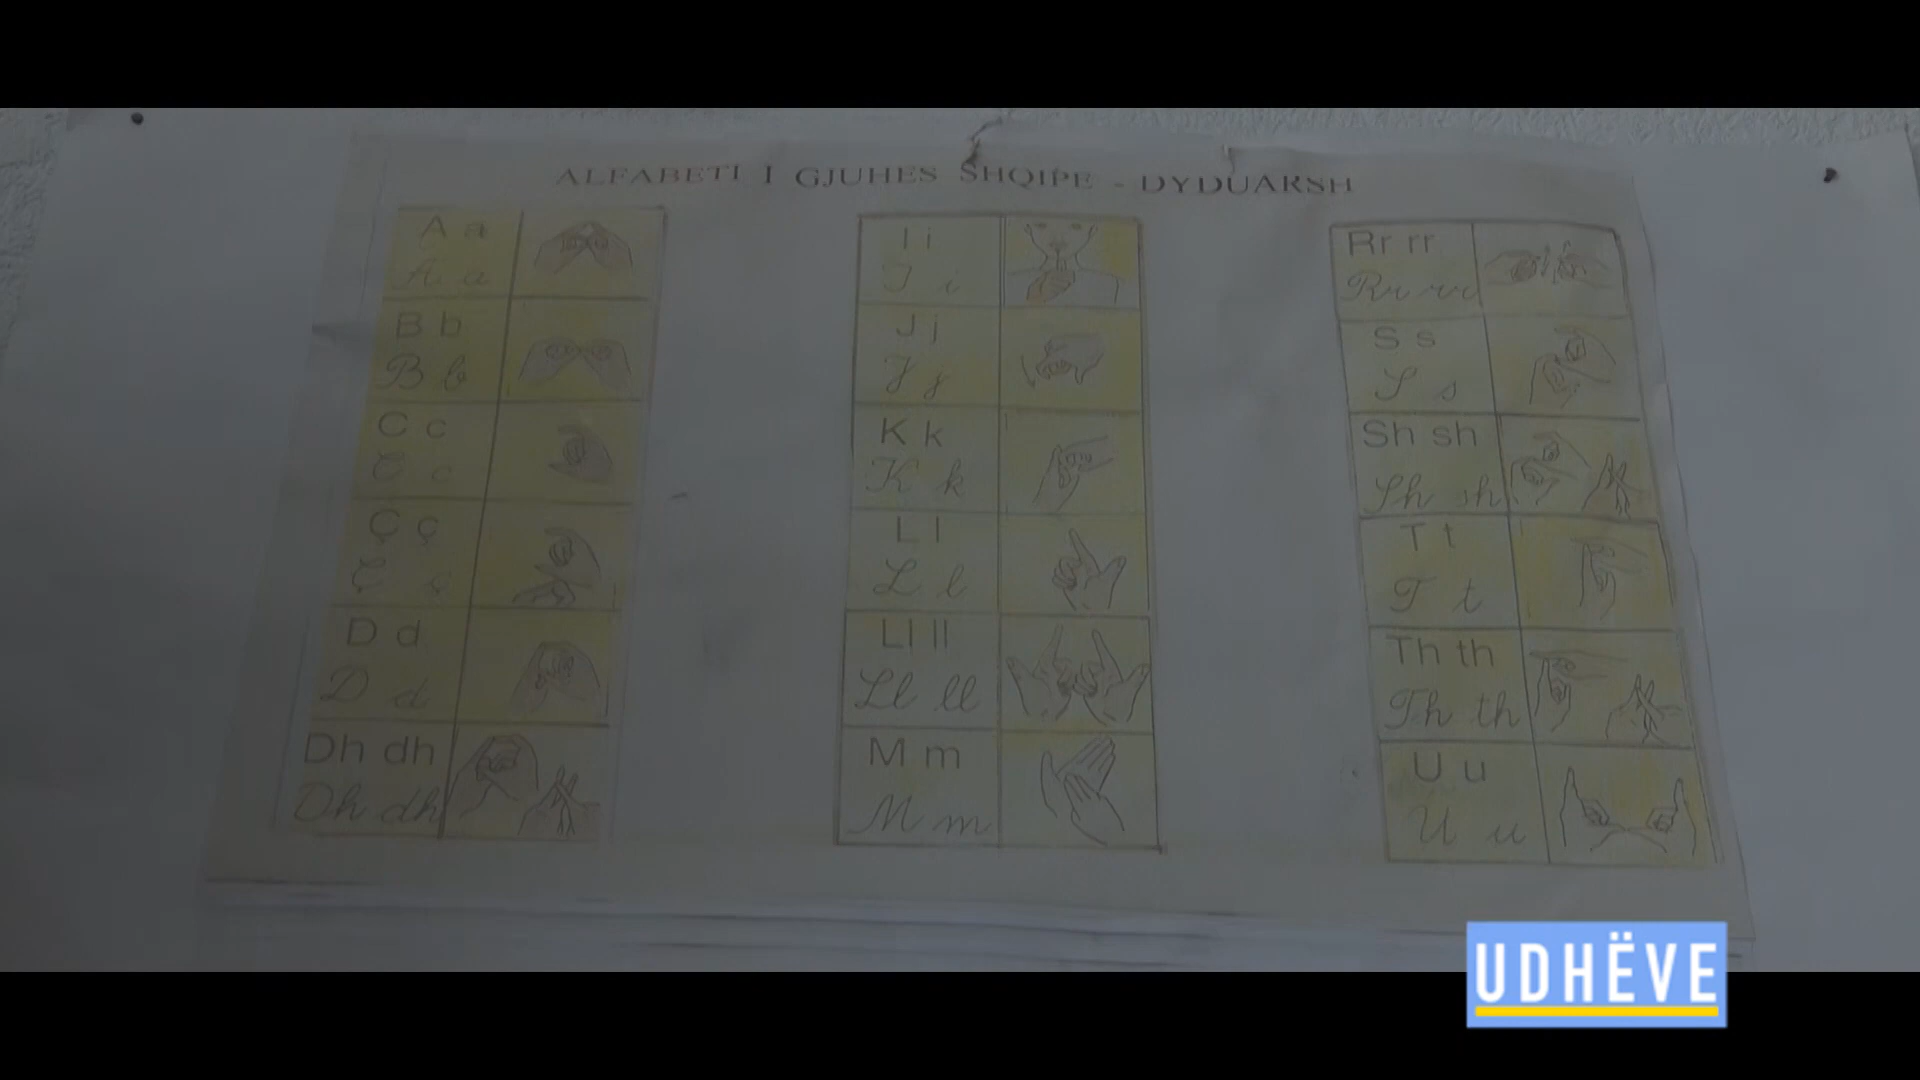 ALFABETI I GJUHES SHQIPE - DYDUARSH
A a
A a
B b
B b
C c
C c
Ç ç
Ç ç
D d
D d
Dh dh
Dh dh
I i
I i
J j
J j
K k
K k
L l
L l
Ll ll
Ll ll
M m
M m
Rr rr
Rr rr
S s
S s
Sh sh
Sh sh
T t
T t
Th th
Th th
U u
U u
UDHËVE